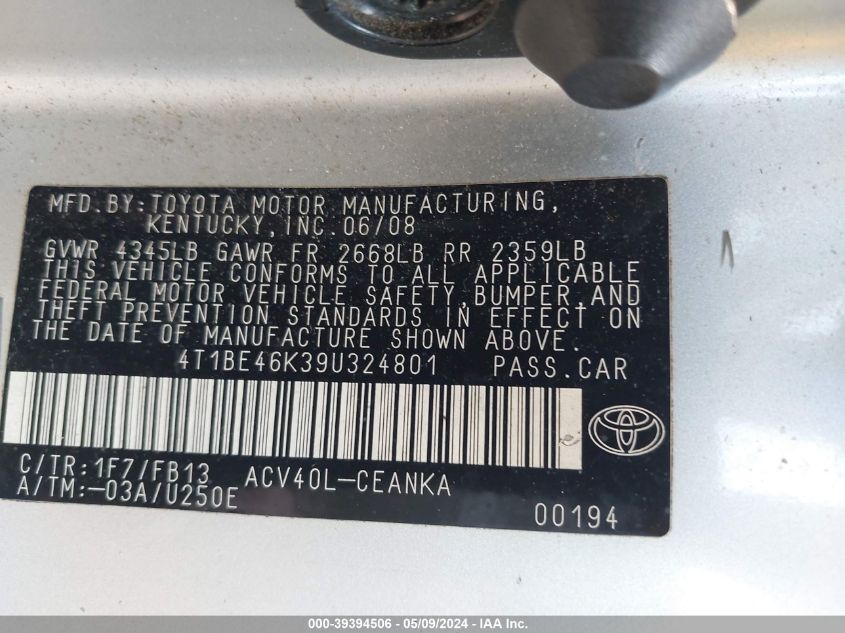 MFD.BY:TOYOTA MOTOR MANUFACTURING,
KENTUCKY,INC.06/08
GVWR 4345LB GAWR FR 2668LB RR 2359LB
THIS VEHICLE CONFORMS TO ALL APPLICABLE
FEDERAL MOTOR VEHICLE SAFETY,BUMPER,AND
THEFT PREVENTION STANDARDS IN EFFECT ON
THE DATE OF MANUFACTURE SHOWN ABOVE.
4T1BE46K39U324801 PASS.CAR
C/TR:1F7/FB13 ACV40L-CEANKA
A/TM:-03A/U250E
00194
000-39394506 - 05/09/2024 - IAA Inc.